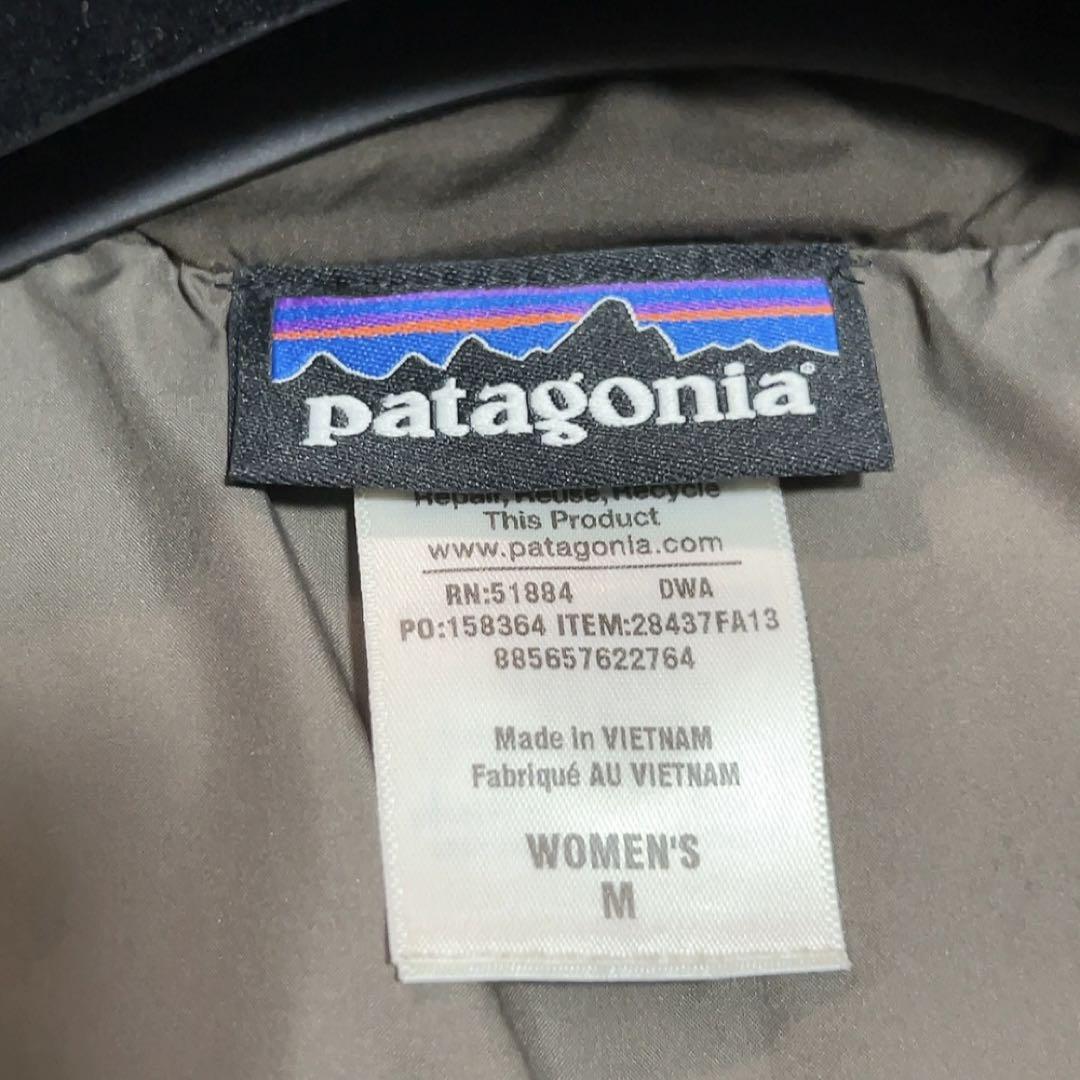 patagonia®
Repair, Reuse, Recycle
This Product
www.patagonia.com
RN:51884 DWA
PO:158364 ITEM:28437FA13
885657622764
Made in VIETNAM
Fabriqué AU VIETNAM
WOMEN'S
M